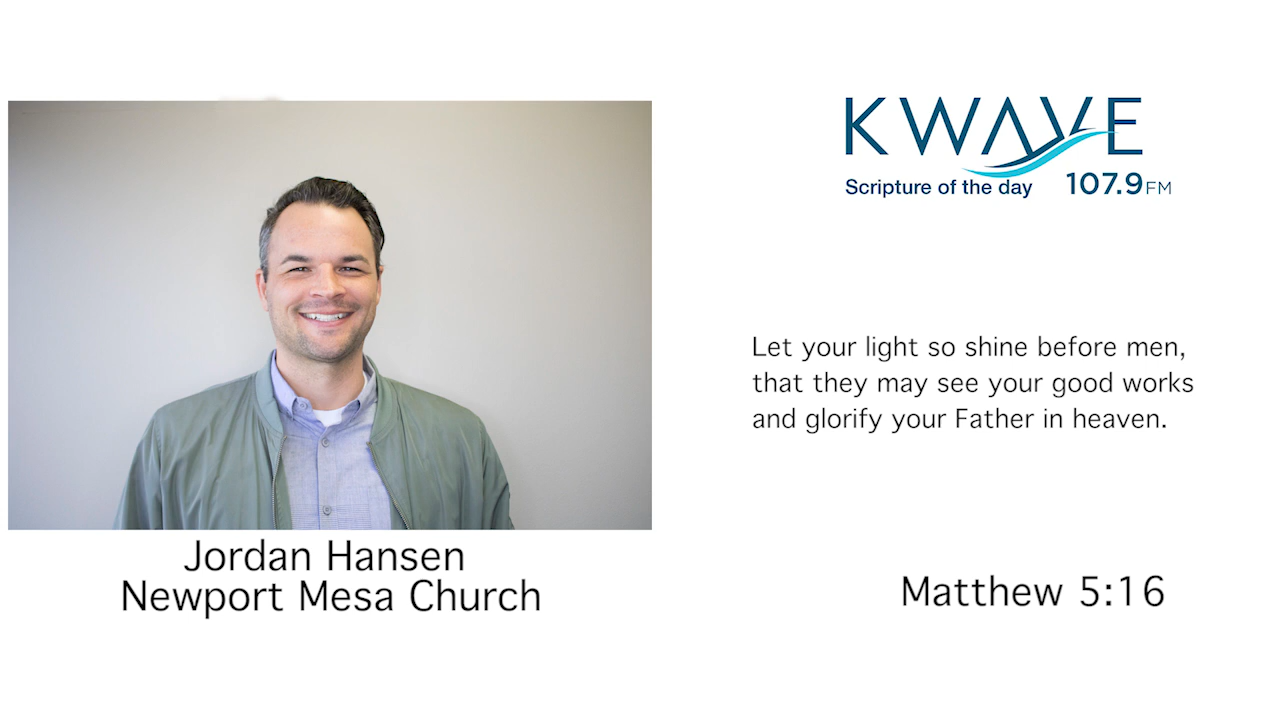 KWAVE
Scripture of the day 107.9FM
Let your light so shine before men,
that they may see your good works
and glorify your Father in heaven.
Jordan Hansen
Newport Mesa Church
Matthew 5:16